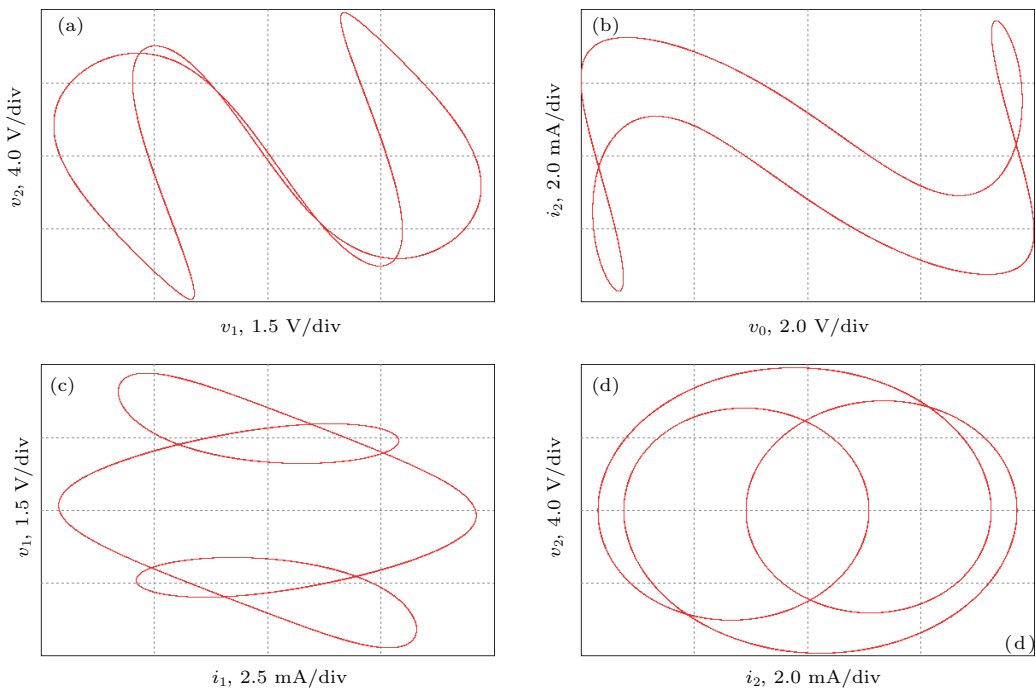 (a)
v₂, 4.0 V/div
v₁, 1.5 V/div
(b)
i₂, 2.0 mA/div
v₀, 2.0 V/div
(c)
v₁, 1.5 V/div
i₁, 2.5 mA/div
(d)
v₂, 4.0 V/div
(d)
i₂, 2.0 mA/div